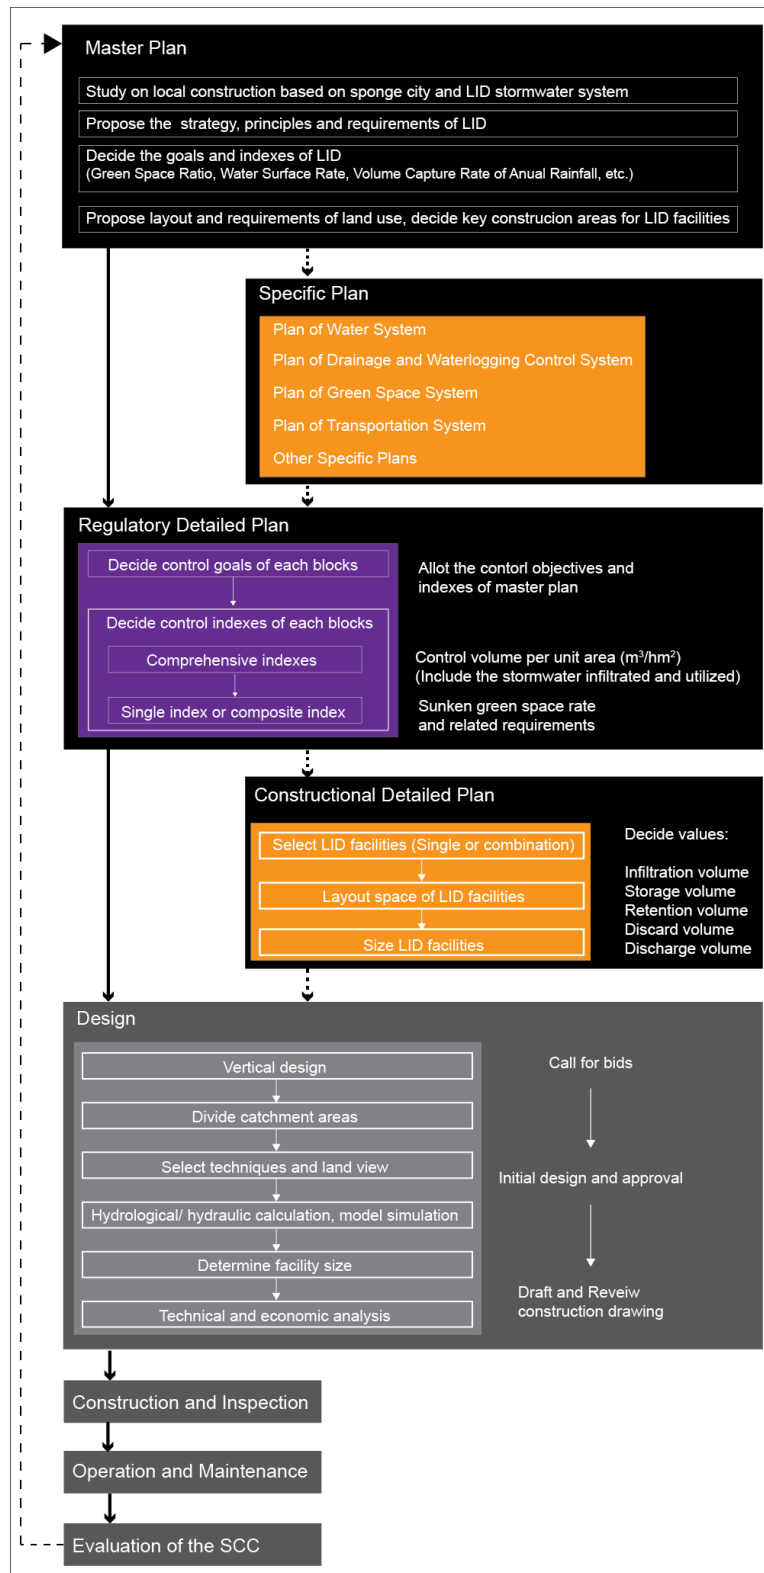 Master Plan
Study on local construction based on sponge city and LID stormwater system
Propose the strategy, principles and requirements of LID
Decide the goals and indexes of LID
(Green Space Ratio, Water Surface Rate, Volume Capture Rate of Anual Rainfall, etc.)
Propose layout and requirements of land use, decide key construcion areas for LID facilities
Specific Plan
Plan of Water System
Plan of Drainage and Waterlogging Control System
Plan of Green Space System
Plan of Transportation System
Other Specific Plans
Regulatory Detailed Plan
Decide control goals of each blocks
Allot the contorl objectives and
indexes of master plan
Decide control indexes of each blocks
Comprehensive indexes
Control volume per unit area (m³/hm²)
(Include the stormwater infiltrated and utilized)
Single index or composite index
Sunken green space rate
and related requirements
Constructional Detailed Plan
Select LID facilities (Single or combination)
Layout space of LID facilities
Size LID facilities
Decide values:
Infiltration volume
Storage volume
Retention volume
Discard volume
Discharge volume
Design
Vertical design
Divide catchment areas
Select techniques and land view
Hydrological/ hydraulic calculation, model simulation
Determine facility size
Technical and economic analysis
Call for bids
Initial design and approval
Draft and Reveiw
construction drawing
Construction and Inspection
Operation and Maintenance
Evaluation of the SCC